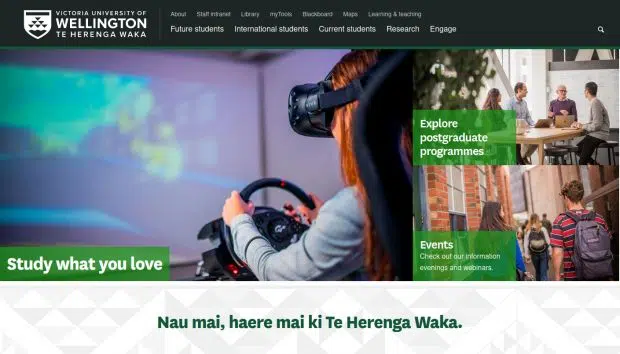 VICTORIA UNIVERSITY OF
WELLINGTON
TE HERENGA WAKA
About Staff intranet Library myTools Blackboard Maps Learning & teaching
Future students International students Current students Research Engage
Study what you love
Explore
postgraduate
programmes
Events
Check out our information
evenings and webinars.
Nau mai, haere mai ki Te Herenga Waka.